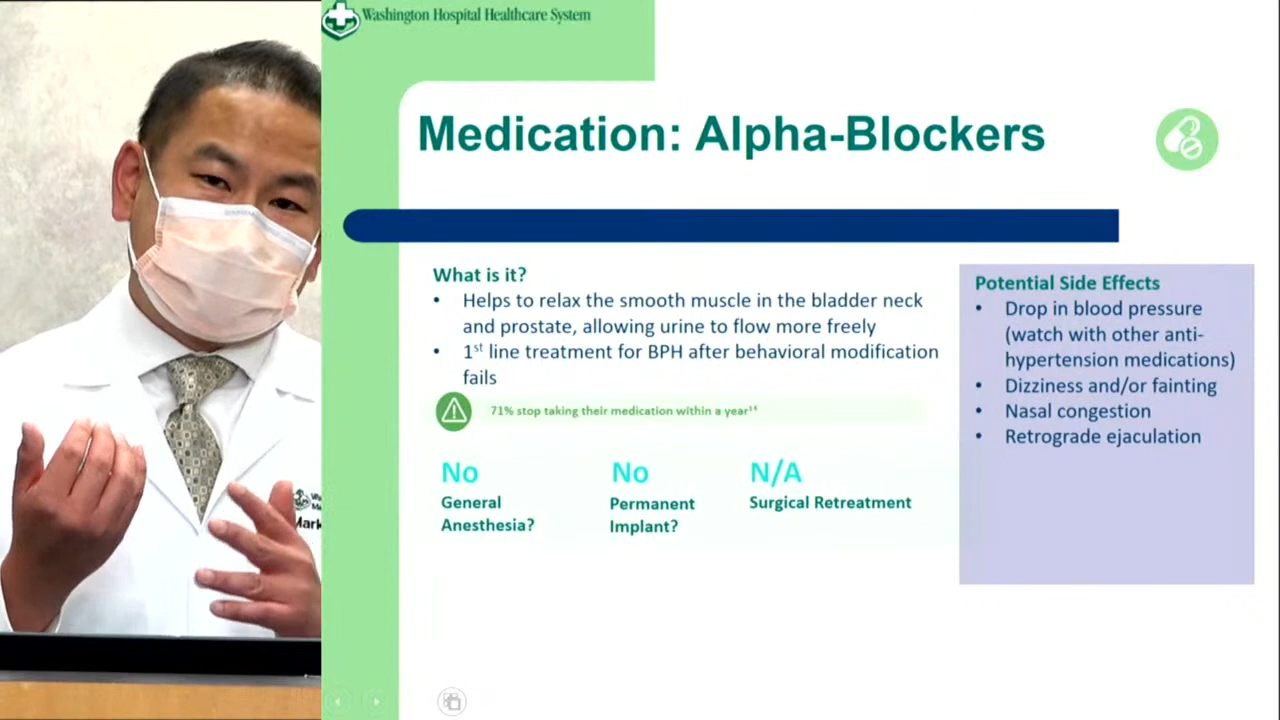 Washington Hospital Healthcare System
Medication: Alpha-Blockers
What is it?
• Helps to relax the smooth muscle in the bladder neck
and prostate, allowing urine to flow more freely
• 1st line treatment for BPH after behavioral modification
fails
71% stop taking their medication within a year¹⁴
No
General
Anesthesia?
No
Permanent
Implant?
N/A
Surgical Retreatment
Potential Side Effects
• Drop in blood pressure
(watch with other anti-
hypertension medications)
• Dizziness and/or fainting
• Nasal congestion
• Retrograde ejaculation
Mark